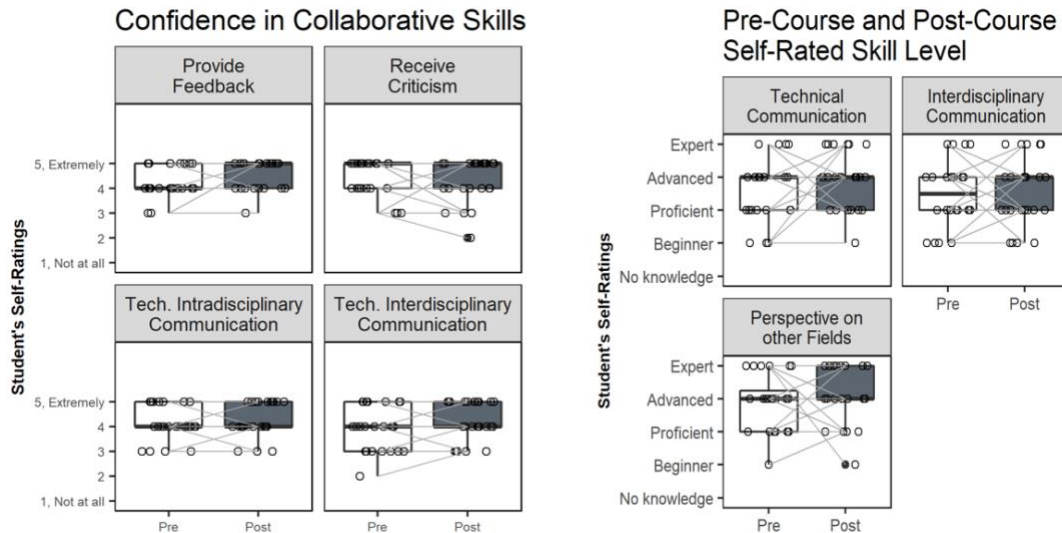 Confidence in Collaborative Skills
Provide
Feedback
Receive
Criticism
5, Extremely
4
3
2
1, Not at all
Tech. Intradisciplinary
Communication
Tech. Interdisciplinary
Communication
5, Extremely
4
3
2
1, Not at all
Pre
Post
Pre
Post
Student's Self-Ratings
Pre-Course and Post-Course
Self-Rated Skill Level
Technical
Communication
Interdisciplinary
Communication
Expert
Advanced
Proficient
Beginner
No knowledge
Pre
Post
Perspective on
other Fields
Expert
Advanced
Proficient
Beginner
No knowledge
Pre
Post
Student's Self-Ratings